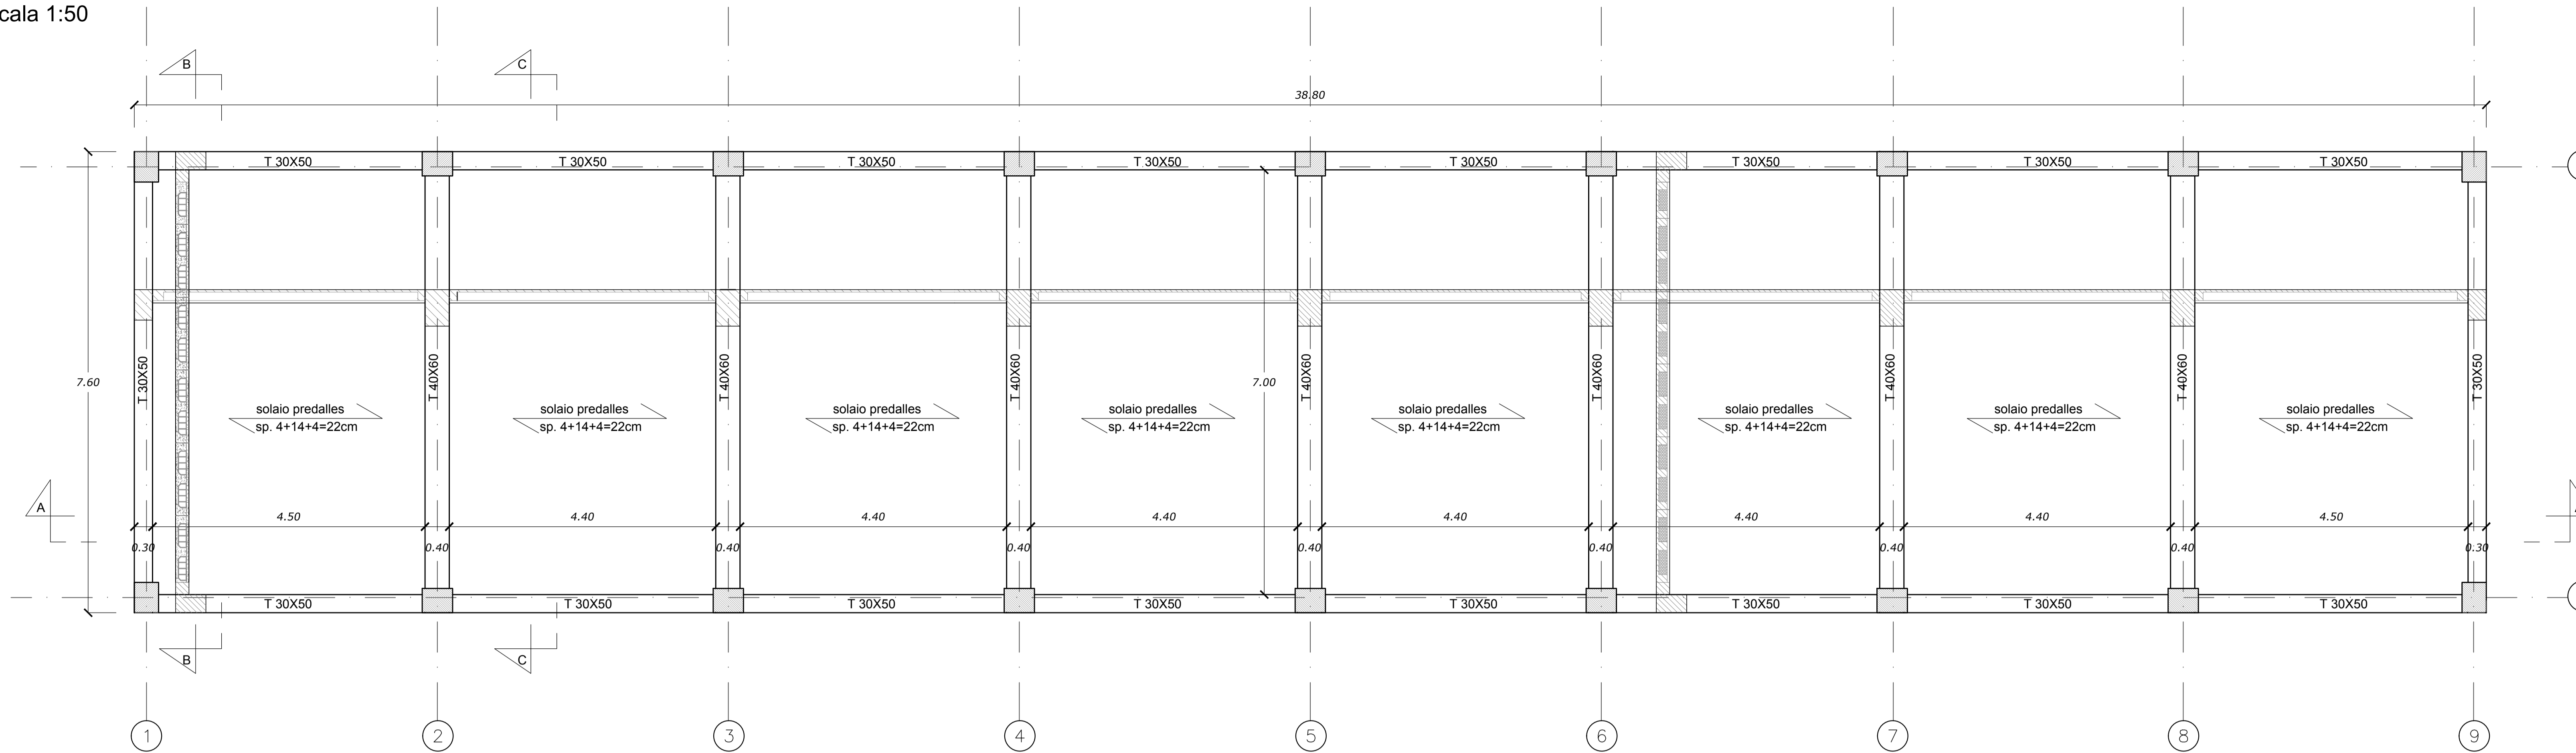 cala 1:50
B
C
38.80
T 30X50
T 30X50
T 30X50
T 30X50
T 30X50
T 30X50
T 30X50
T 30X50
7.60
7.00
T 30X50
T 40X60
T 40X60
T 40X60
T 40X60
T 40X60
T 40X60
T 40X60
T 30X50
solaio predalles
sp. 4+14+4=22cm
solaio predalles
sp. 4+14+4=22cm
solaio predalles
sp. 4+14+4=22cm
solaio predalles
sp. 4+14+4=22cm
solaio predalles
sp. 4+14+4=22cm
solaio predalles
sp. 4+14+4=22cm
solaio predalles
sp. 4+14+4=22cm
solaio predalles
sp. 4+14+4=22cm
A
4.50
4.40
4.40
4.40
4.40
4.40
4.40
4.50
0.30
0.40
0.40
0.40
0.40
0.40
0.40
0.40
0.30
T 30X50
T 30X50
T 30X50
T 30X50
T 30X50
T 30X50
T 30X50
T 30X50
B
C
1
2
3
4
5
6
7
8
9